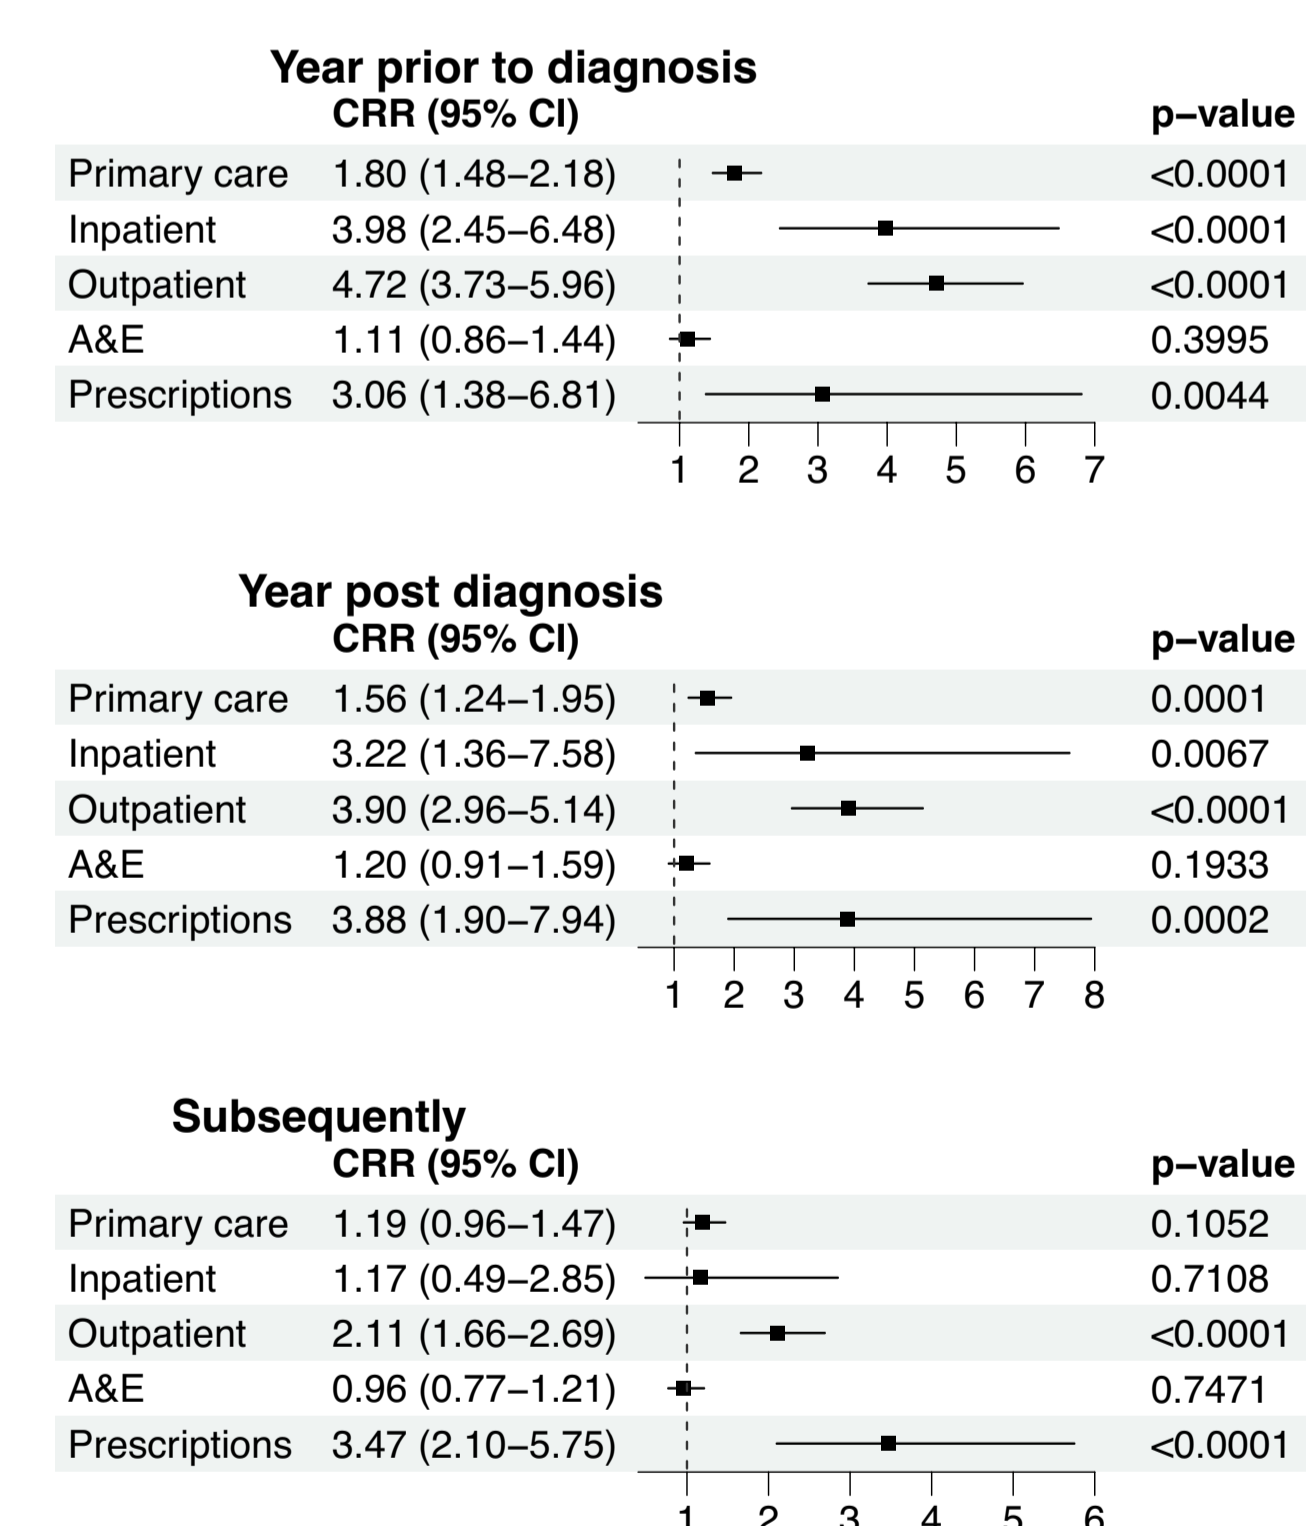 Year prior to diagnosis
CRR (95% CI) p−value
Primary care 1.80 (1.48−2.18) <0.0001
Inpatient 3.98 (2.45−6.48) <0.0001
Outpatient 4.72 (3.73−5.96) <0.0001
A&E 1.11 (0.86−1.44) 0.3995
Prescriptions 3.06 (1.38−6.81) 0.0044
1 2 3 4 5 6 7
Year post diagnosis
CRR (95% CI) p−value
Primary care 1.56 (1.24−1.95) 0.0001
Inpatient 3.22 (1.36−7.58) 0.0067
Outpatient 3.90 (2.96−5.14) <0.0001
A&E 1.20 (0.91−1.59) 0.1933
Prescriptions 3.88 (1.90−7.94) 0.0002
1 2 3 4 5 6 7 8
Subsequently
CRR (95% CI) p−value
Primary care 1.19 (0.96−1.47) 0.1052
Inpatient 1.17 (0.49−2.85) 0.7108
Outpatient 2.11 (1.66−2.69) <0.0001
A&E 0.96 (0.77−1.21) 0.7471
Prescriptions 3.47 (2.10−5.75) <0.0001
1 2 3 4 5 6